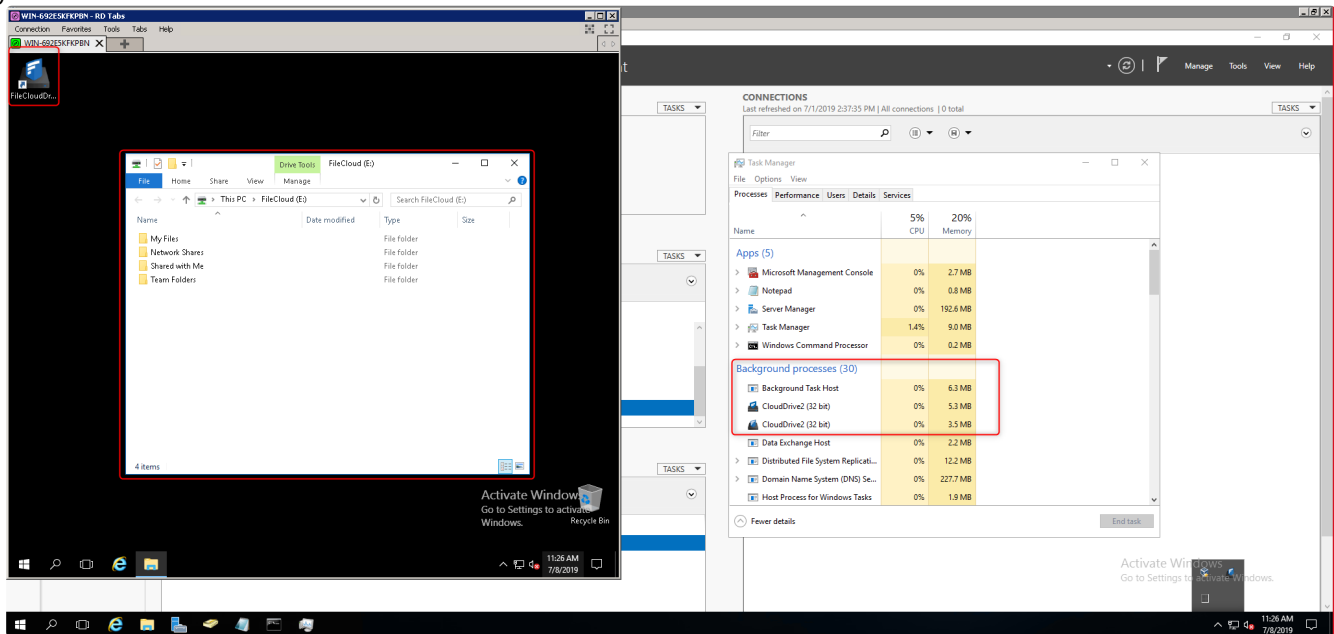 WIN-692E5KFKPBN - RD Tabs
Connection Favorites Tools Tabs Help
WIN-692E5KFKPBN
FileCloudDr...
Drive Tools FileCloud (E:)
File Home Share View Manage
This PC > FileCloud (E:) Search FileCloud (E:)
Name Date modified Type Size
My Files File folder
Network Shares File folder
Shared with Me File folder
Team Folders File folder
4 items
Activate Windows
Go to Settings to activate
Windows.
Recycle Bin
11:26 AM
7/8/2019
Manage Tools View Help
TASKS
CONNECTIONS
Last refreshed on 7/1/2019 2:37:35 PM | All connections | 0 total
TASKS
Filter
TASKS
TASKS
Task Manager
File Options View
Processes Performance Users Details Services
5% 20%
Name CPU Memory
Apps (5)
Microsoft Management Console 0% 2.7 MB
Notepad 0% 0.8 MB
Server Manager 0% 192.6 MB
Task Manager 1.4% 9.0 MB
Windows Command Processor 0% 0.2 MB
Background processes (30)
Background Task Host 0% 6.3 MB
CloudDrive2 (32 bit) 0% 5.3 MB
CloudDrive2 (32 bit) 0% 3.5 MB
Data Exchange Host 0% 2.2 MB
Distributed File System Replicati... 0% 12.2 MB
Domain Name System (DNS) Se... 0% 227.7 MB
Host Process for Windows Tasks 0% 1.9 MB
Fewer details End task
Activate Windows
Go to Settings to activate Windows.
11:26 AM
7/8/2019